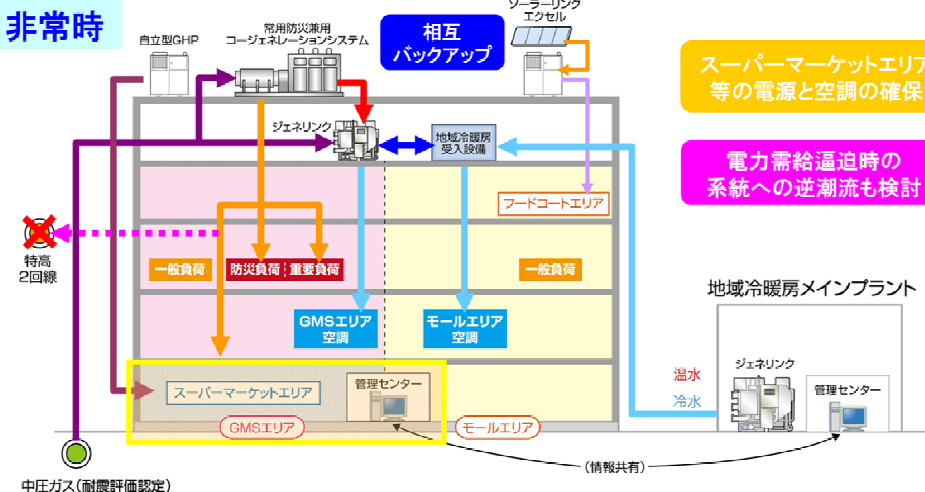 非常時
自立型GHP
常用防災兼用
コージェネレーションシステム
相互
バックアップ
ソーラーリンク
エクセル
スーパーマーケットエリア
等の電源と空調の確保
電力需給逼迫時の
系統への逆潮流も検討
ジェネリンク
地域冷暖房
受入設備
フードコートエリア
特高
2回線
一般負荷
防災負荷
重要負荷
一般負荷
GMSエリア
空調
モールエリア
空調
地域冷暖房メインプラント
温水
冷水
ジェネリンク
管理センター
スーパーマーケットエリア
管理センター
GMSエリア
モールエリア
(情報共有)
中圧ガス(耐震評価認定)